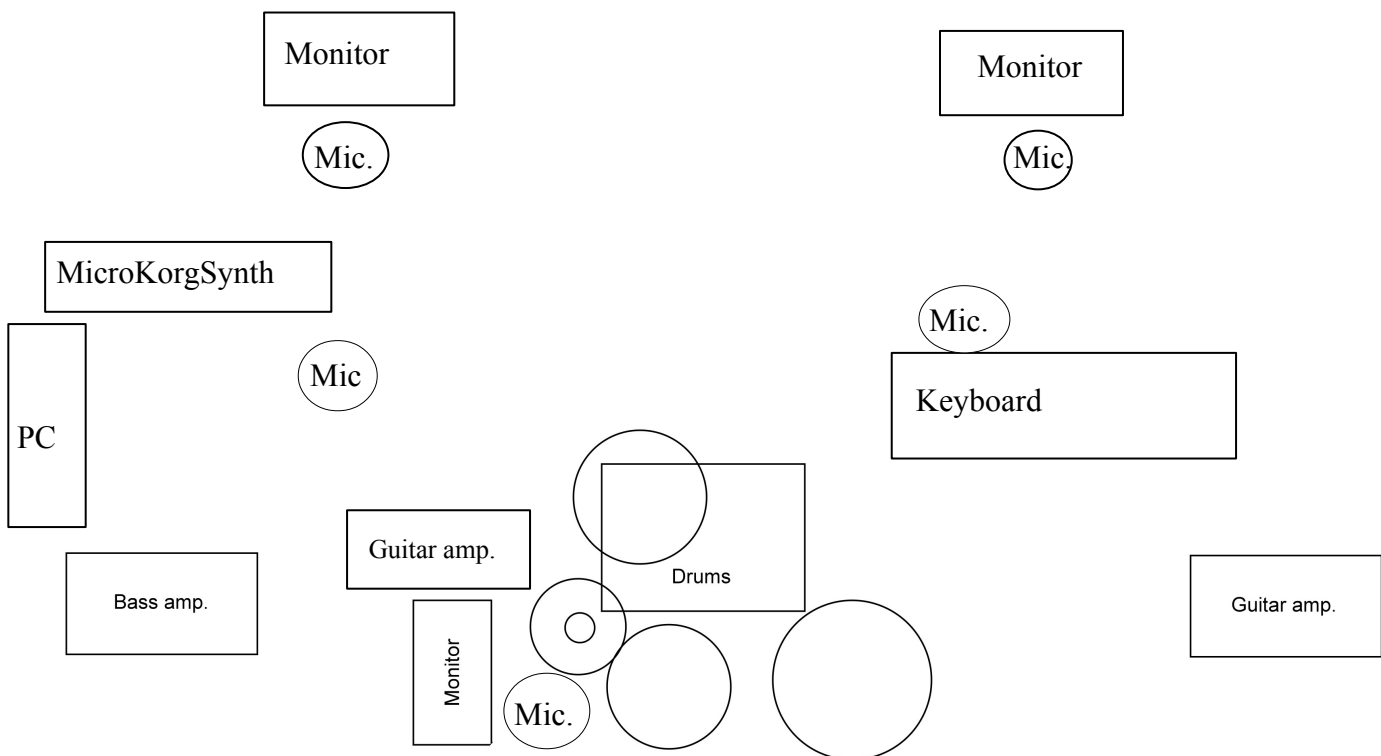 Monitor
Monitor
Mic.
Mic.
MicroKorgSynth
Mic.
Mic
Keyboard
PC
Guitar amp.
Drums
Bass amp.
Guitar amp.
Monitor
Mic.